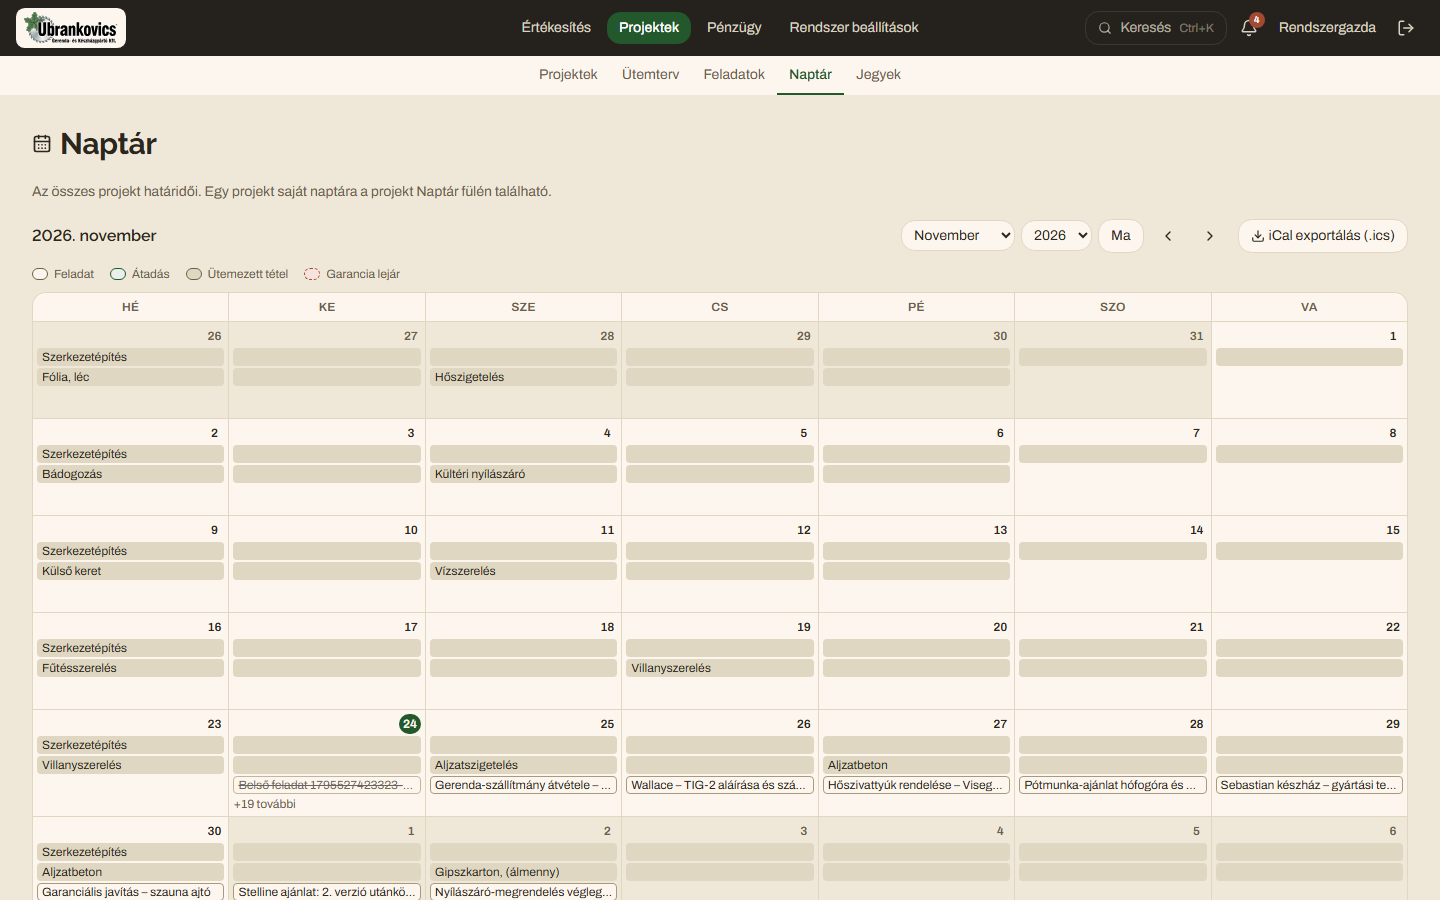 Ubrankovics
Gerenda- és Készházgyártó Kft.
Értékesítés
Projektek
Pénzügy
Rendszer beállítások
Keresés Ctrl+K
4
Rendszergazda
Projektek
Ütemterv
Feladatok
Naptár
Jegyek
Naptár
Az összes projekt határidői. Egy projekt saját naptára a projekt Naptár fülén található.
2026. november
November
2026
Ma
iCal exportálás (.ics)
Feladat
Átadás
Ütemezett tétel
Garancia lejár
HÉ KE SZE CS PÉ SZO VA
26 27 28 29 30 31 1
Szerkezetépítés
Fólia, léc
Hőszigetelés
2 3 4 5 6 7 8
Szerkezetépítés
Bádogozás
Kültéri nyílászáró
9 10 11 12 13 14 15
Szerkezetépítés
Külső keret
Vízszerelés
16 17 18 19 20 21 22
Szerkezetépítés
Fűtésszerelés
Villanyszerelés
23 24 25 26 27 28 29
Szerkezetépítés
Villanyszerelés
Aljzatszigetelés
Aljzatbeton
Belső feladat 1795527423323-...
Gerenda-szállítmány átvétele – ...
Wallace – TIG-2 aláírása és szá...
Hőszivattyúk rendelése – Viseg...
Pótmunka-ajánlat hófogóra és ...
Sebastian készház – gyártási te...
+19 további
30 1 2 3 4 5 6
Szerkezetépítés
Aljzatbeton
Gipszkarton, (álmenny)
Garanciális javítás – szauna ajtó
Stelline ajánlat: 2. verzió utánkö...
Nyílászáró-megrendelés végleg...